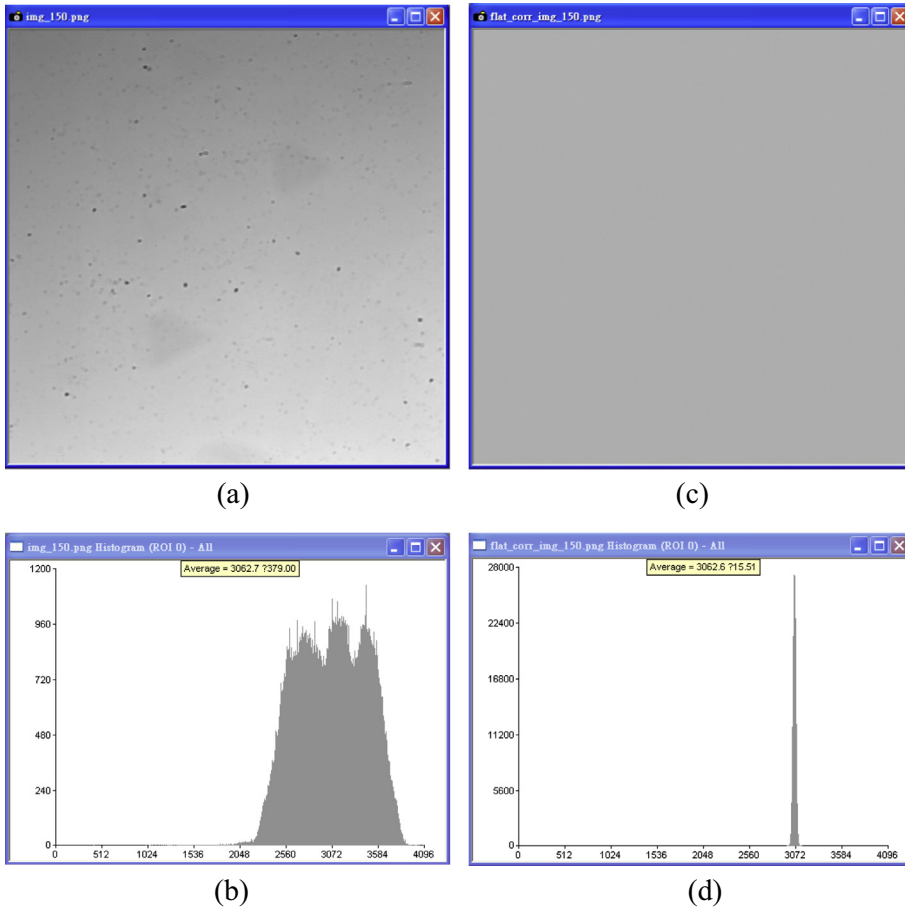 img_150.png
flat_corr_img_150.png
(a)
(c)
img_150.png Histogram (ROI 0) - All
flat_corr_img_150.png Histogram (ROI 0) - All
Average = 3062.7 ?379.00
1200
960
720
480
240
0
0 512 1024 1536 2048 2560 3072 3584 4096
Average = 3062.6 ?15.51
28000
22400
16800
11200
5600
0
0 512 1024 1536 2048 2560 3072 3584 4096
(b)
(d)